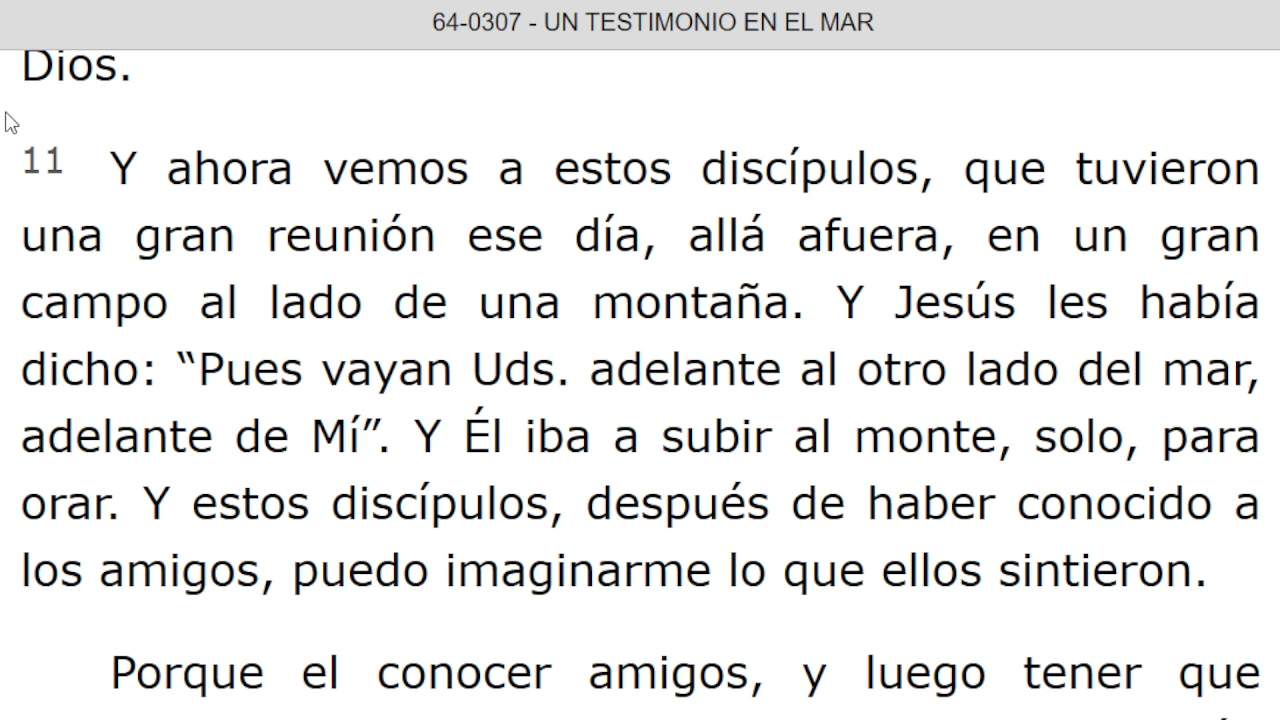 64-0307 - UN TESTIMONIO EN EL MAR
Dios.
11 Y ahora vemos a estos discípulos, que tuvieron
una gran reunión ese día, allá afuera, en un gran
campo al lado de una montaña. Y Jesús les había
dicho: “Pues vayan Uds. adelante al otro lado del mar,
adelante de Mí”. Y Él iba a subir al monte, solo, para
orar. Y estos discípulos, después de haber conocido a
los amigos, puedo imaginarme lo que ellos sintieron.
Porque el conocer amigos, y luego tener que